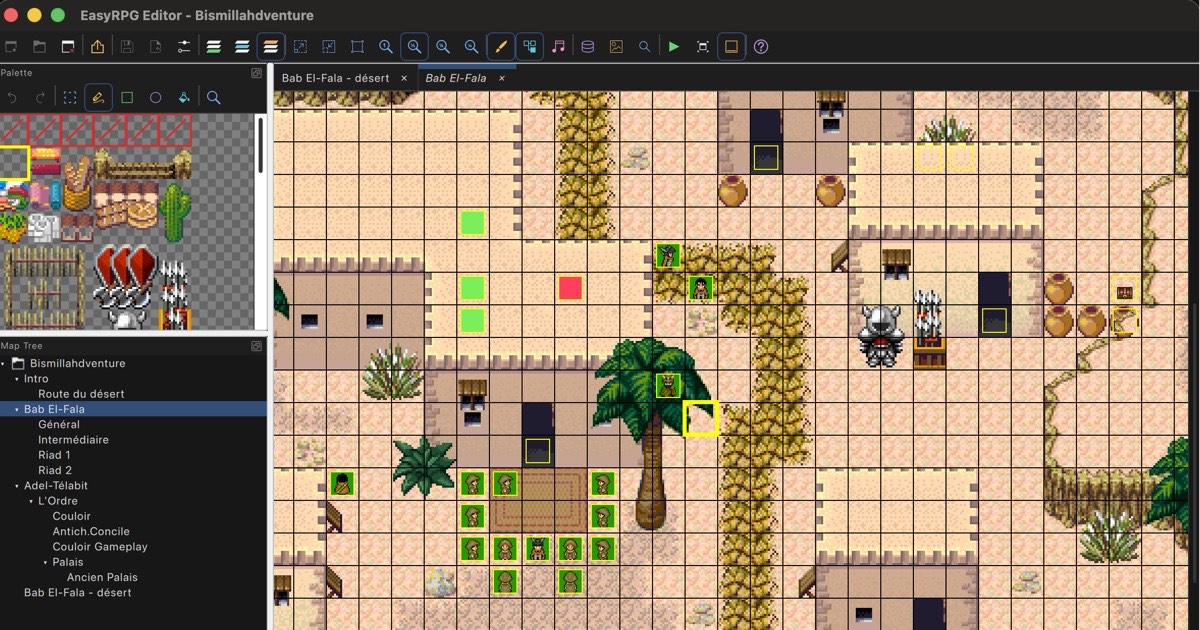 EasyRPG Editor - Bismillahdventure
Palette
Bab El-Fala - désert × Bab El-Fala ×
Map Tree
Bismillahdventure
Intro
Route du désert
Bab El-Fala
Général
Intermédiaire
Riad 1
Riad 2
Adel-Télabit
L'Ordre
Couloir
Antich.Concile
Couloir Gameplay
Palais
Ancien Palais
Bab El-Fala - désert